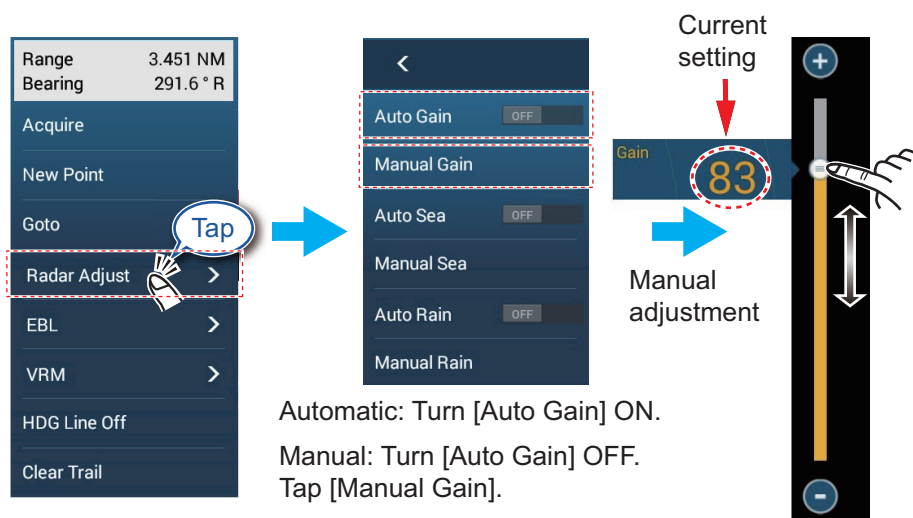 Range 3.451 NM
Bearing 291.6 ° R
Acquire
New Point
Goto
Tap
Radar Adjust >
EBL >
VRM >
HDG Line Off
Clear Trail
<
Auto Gain OFF
Manual Gain
Auto Sea OFF
Manual Sea
Auto Rain OFF
Manual Rain
Automatic: Turn [Auto Gain] ON.
Manual: Turn [Auto Gain] OFF.
Tap [Manual Gain].
Current
setting
Gain
83
Manual
adjustment
+
-